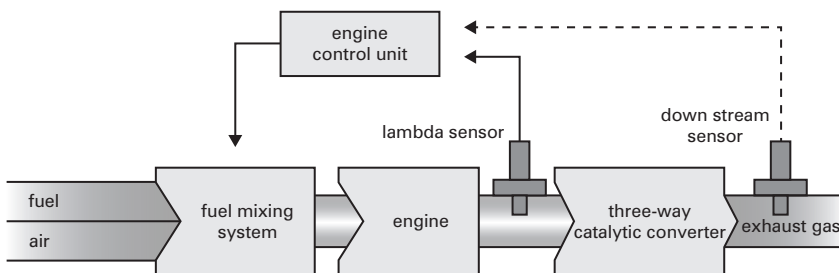 engine
control unit
lambda sensor
down stream
sensor
fuel
air
fuel mixing
system
engine
three-way
catalytic converter
exhaust gas